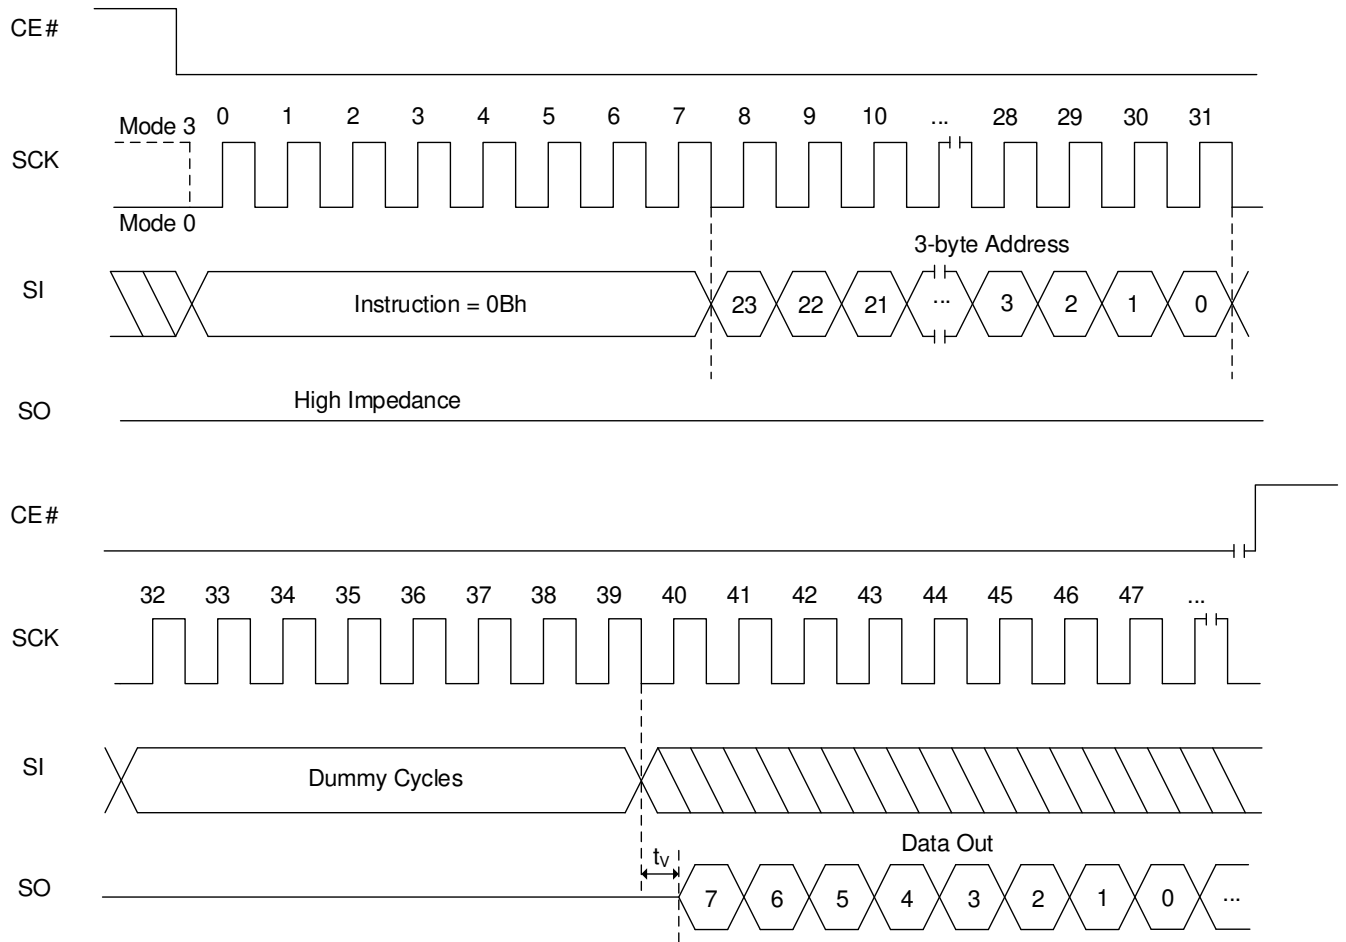 CE#
Mode 3
0 1 2 3 4 5 6 7 8 9 10 ... 28 29 30 31
SCK
Mode 0
3-byte Address
SI
Instruction = 0Bh
23 22 21 ... 3 2 1 0
High Impedance
SO
CE#
32 33 34 35 36 37 38 39 40 41 42 43 44 45 46 47 ...
SCK
SI
Dummy Cycles
Data Out
tV
SO
7 6 5 4 3 2 1 0 ...